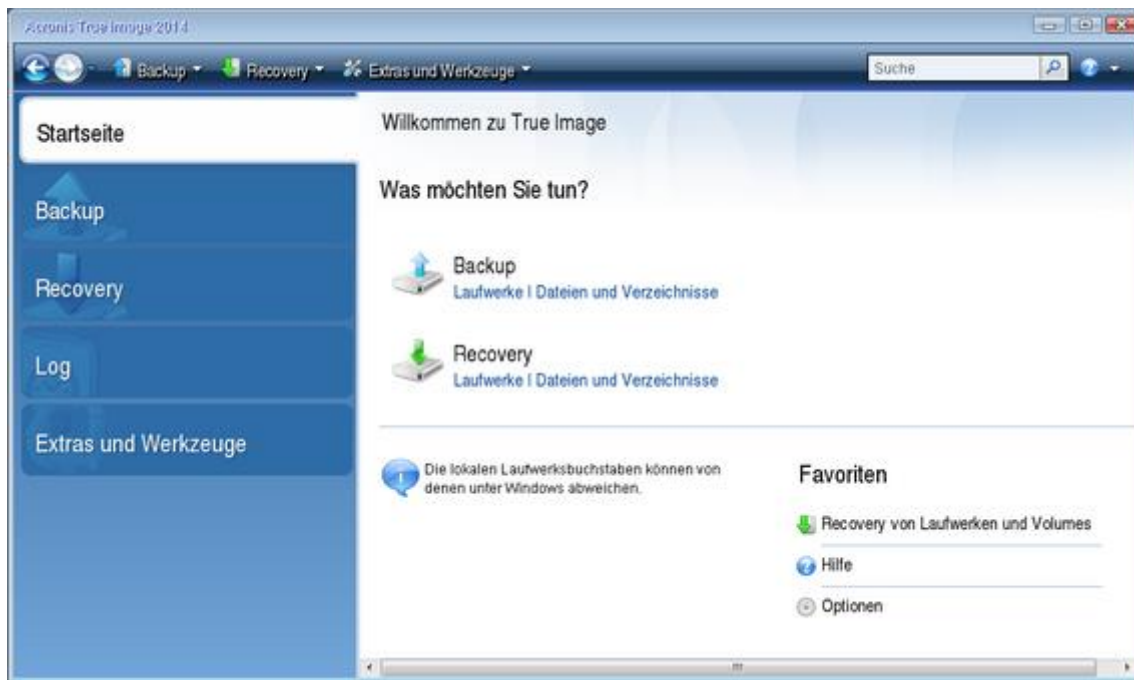 Acronis True Image 2014
Backup Recovery Extras und Werkzeuge Suche
Startseite
Backup
Recovery
Log
Extras und Werkzeuge
Willkommen zu True Image
Was möchten Sie tun?
Backup
Laufwerke | Dateien und Verzeichnisse
Recovery
Laufwerke | Dateien und Verzeichnisse
Die lokalen Laufwerksbuchstaben können von
denen unter Windows abweichen.
Favoriten
Recovery von Laufwerken und Volumes
Hilfe
Optionen